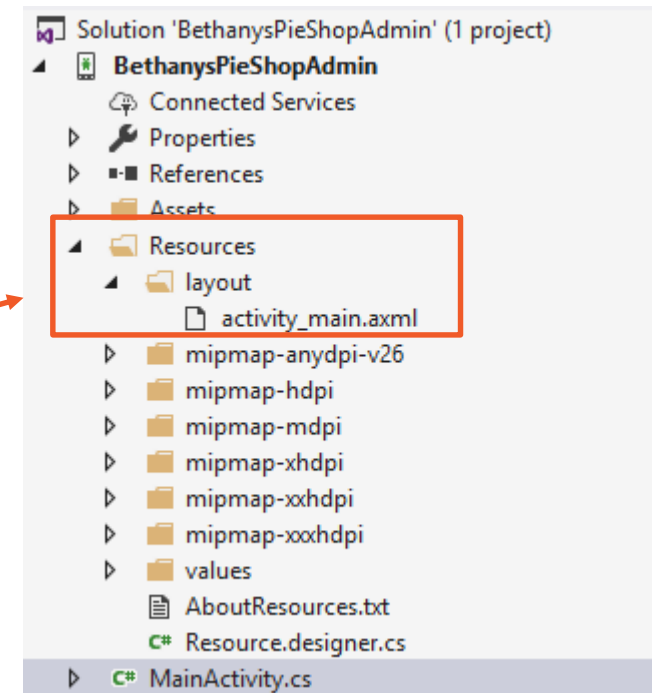 Solution 'BethanysPieShopAdmin' (1 project)
BethanysPieShopAdmin
Connected Services
Properties
References
Assets
Resources
layout
activity_main.axml
mipmap-anydpi-v26
mipmap-hdpi
mipmap-mdpi
mipmap-xhdpi
mipmap-xxhdpi
mipmap-xxxhdpi
values
AboutResources.txt
C# Resource.designer.cs
C# MainActivity.cs